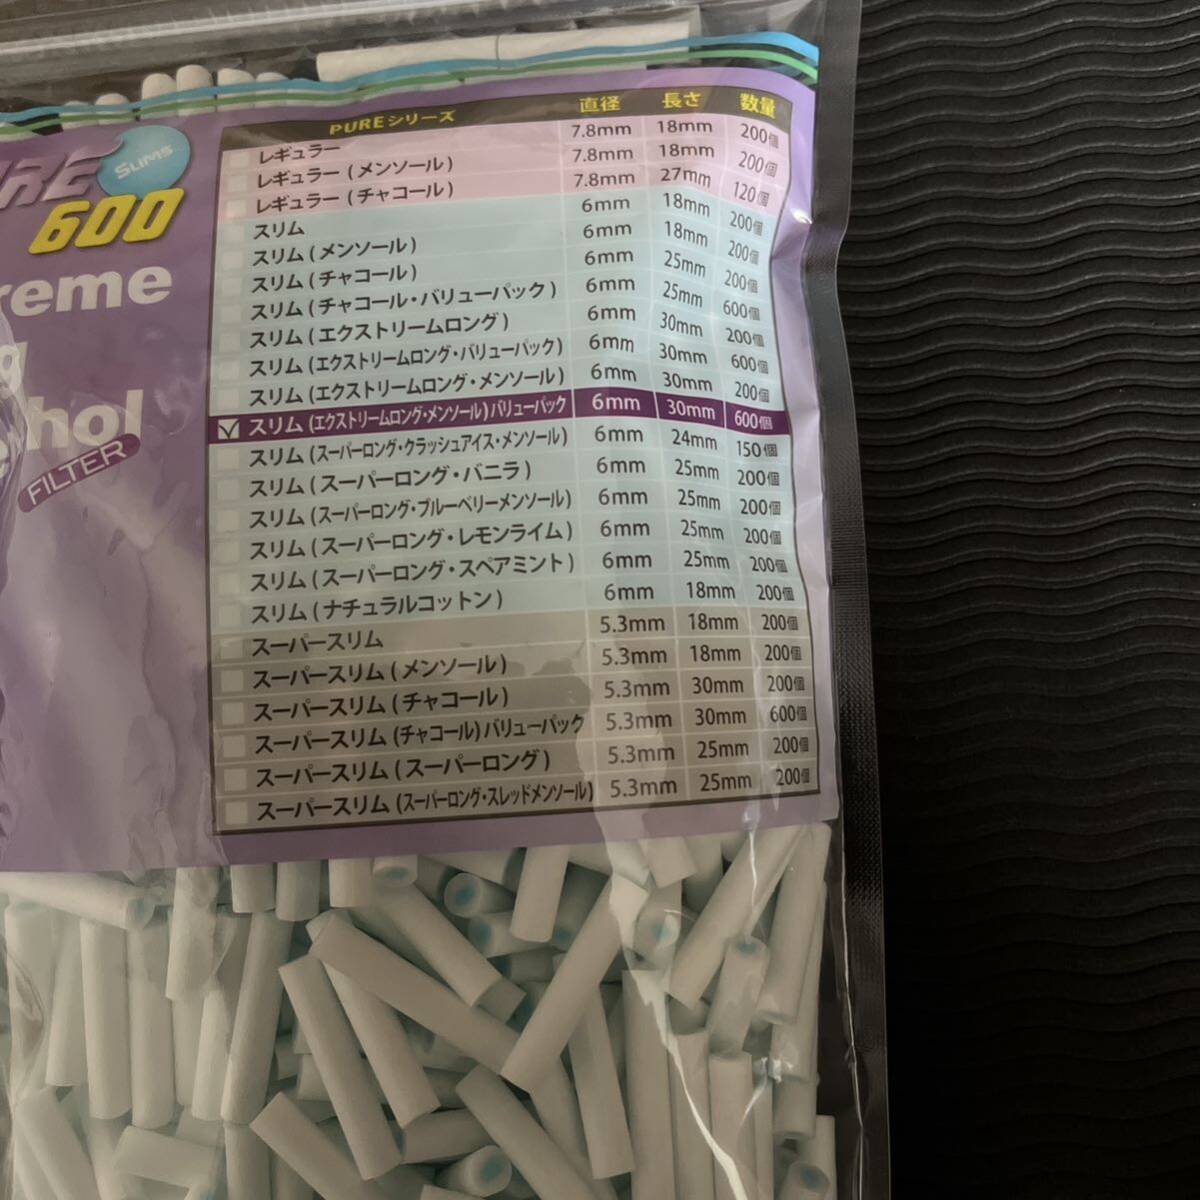 SLIMS
600
FILTER
PUREシリーズ 直径 長さ 数量
レギュラー 7.8mm 18mm 200個
レギュラー (メンソール) 7.8mm 18mm 200個
レギュラー (チャコール) 7.8mm 27mm 120個
スリム 6mm 18mm 200個
スリム (メンソール) 6mm 18mm 200個
スリム (チャコール) 6mm 25mm 200個
スリム (チャコール・バリューパック) 6mm 25mm 600個
スリム (エクストリームロング) 6mm 30mm 200個
スリム (エクストリームロング・バリューパック) 6mm 30mm 600個
スリム (エクストリームロング・メンソール) 6mm 30mm 200個
スリム (エクストリームロング・メンソール) バリューパック 6mm 30mm 600個
スリム (スーパーロング・クラッシュアイス・メンソール) 6mm 24mm 150個
スリム (スーパーロング・バニラ) 6mm 25mm 200個
スリム (スーパーロング・ブルーベリーメンソール) 6mm 25mm 200個
スリム (スーパーロング・レモンライム) 6mm 25mm 200個
スリム (スーパーロング・スペアミント) 6mm 25mm 200個
スリム (ナチュラルコットン) 6mm 18mm 200個
スーパースリム 5.3mm 18mm 200個
スーパースリム (メンソール) 5.3mm 18mm 200個
スーパースリム (チャコール) 5.3mm 30mm 200個
スーパースリム (チャコール) バリューパック 5.3mm 30mm 600個
スーパースリム (スーパーロング) 5.3mm 25mm 200個
スーパースリム (スーパーロング・スレッドメンソール) 5.3mm 25mm 200個